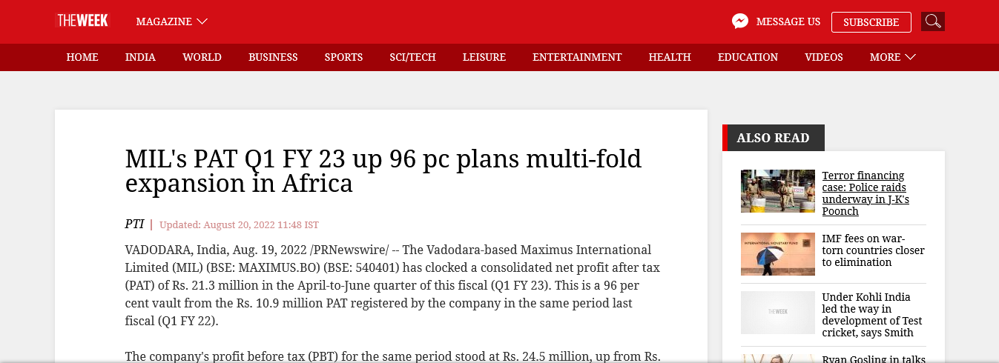 THEWEEK
MAGAZINE
MESSAGE US
SUBSCRIBE
HOME INDIA WORLD BUSINESS SPORTS SCI/TECH LEISURE ENTERTAINMENT HEALTH EDUCATION VIDEOS MORE
MIL's PAT Q1 FY 23 up 96 pc plans multi-fold
expansion in Africa
PTI | Updated: August 20, 2022 11:48 IST
VADODARA, India, Aug. 19, 2022 /PRNewswire/ -- The Vadodara-based Maximus International
Limited (MIL) (BSE: MAXIMUS.BO) (BSE: 540401) has clocked a consolidated net profit after tax
(PAT) of Rs. 21.3 million in the April-to-June quarter of this fiscal (Q1 FY 23). This is a 96 per
cent vault from the Rs. 10.9 million PAT registered by the company in the same period last
fiscal (Q1 FY 22).
The company's profit before tax (PBT) for the same period stood at Rs. 24.5 million, up from Rs.
ALSO READ
Terror financing
case: Police raids
underway in J-K's
Poonch
INTERNATIONAL MONETARY FUND
IMF fees on war-
torn countries closer
to elimination
THEWEEK
Under Kohli India
led the way in
development of Test
cricket, says Smith
Ryan Gosling in talks